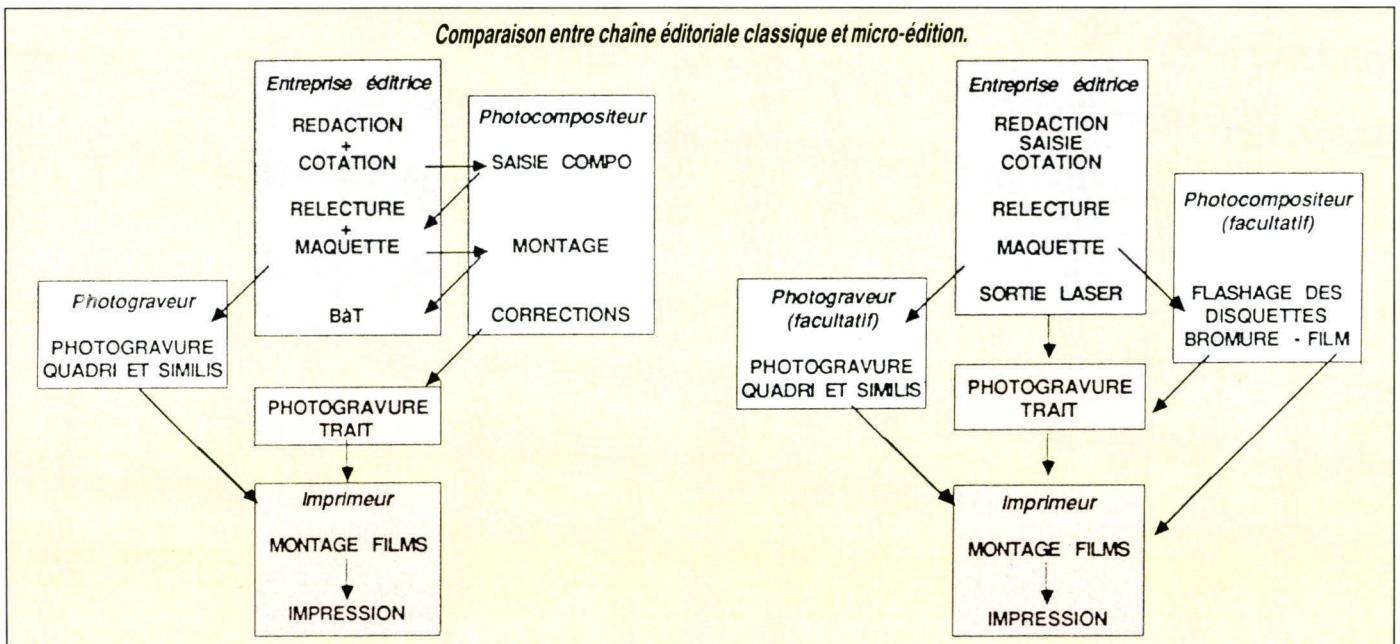 Comparaison entre chaîne éditoriale classique et micro-édition.
Entreprise éditrice
REDACTION
+
COTATION
RELECTURE
+
MAQUETTE
BàT
Photocompositeur
SAISIE COMPO
MONTAGE
CORRECTIONS
Photograveur
PHOTOGRAVURE
QUADRI ET SIMILIS
PHOTOGRAVURE
TRAIT
Imprimeur
MONTAGE FILMS
IMPRESSION
Entreprise éditrice
REDACTION
SAISIE
COTATION
RELECTURE
MAQUETTE
SORTIE LASER
Photocompositeur
(facultatif)
FLASHAGE DES
DISQUETTES
BROMURE - FILM
Photograveur
(facultatif)
PHOTOGRAVURE
QUADRI ET SIMILIS
PHOTOGRAVURE
TRAIT
Imprimeur
MONTAGE FILMS
IMPRESSION